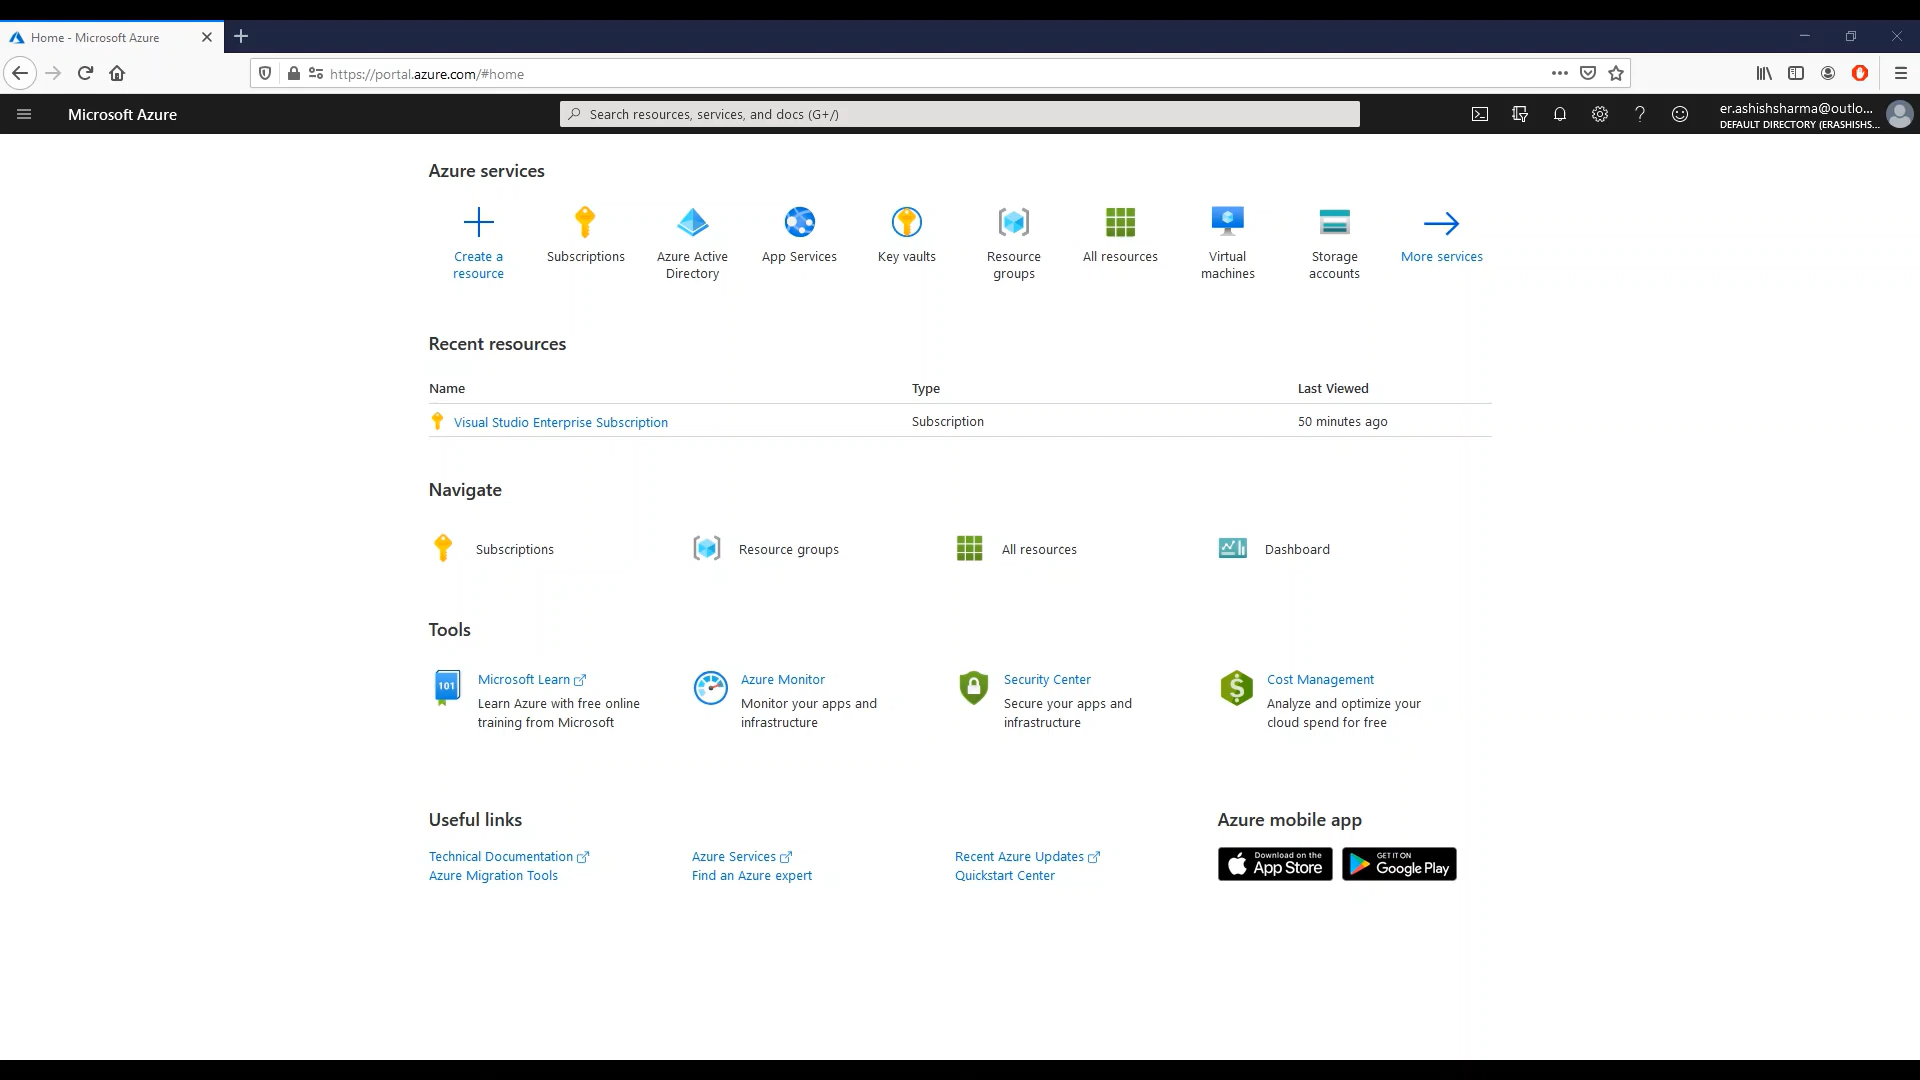 Home - Microsoft Azure
https://portal.azure.com/#home
Microsoft Azure
Search resources, services, and docs (G+/)
er.ashishsharma@outlo...
DEFAULT DIRECTORY (ERASHISHS...
Azure services
Create a resource
Subscriptions
Azure Active Directory
App Services
Key vaults
Resource groups
All resources
Virtual machines
Storage accounts
More services
Recent resources
Name Type Last Viewed
Visual Studio Enterprise Subscription Subscription 50 minutes ago
Navigate
Subscriptions Resource groups All resources Dashboard
Tools
101
Microsoft Learn
Learn Azure with free online
training from Microsoft
Azure Monitor
Monitor your apps and
infrastructure
Security Center
Secure your apps and
infrastructure
Cost Management
Analyze and optimize your
cloud spend for free
Useful links
Technical Documentation
Azure Migration Tools
Azure Services
Find an Azure expert
Recent Azure Updates
Quickstart Center
Azure mobile app
Download on the
App Store
GET IT ON
Google Play